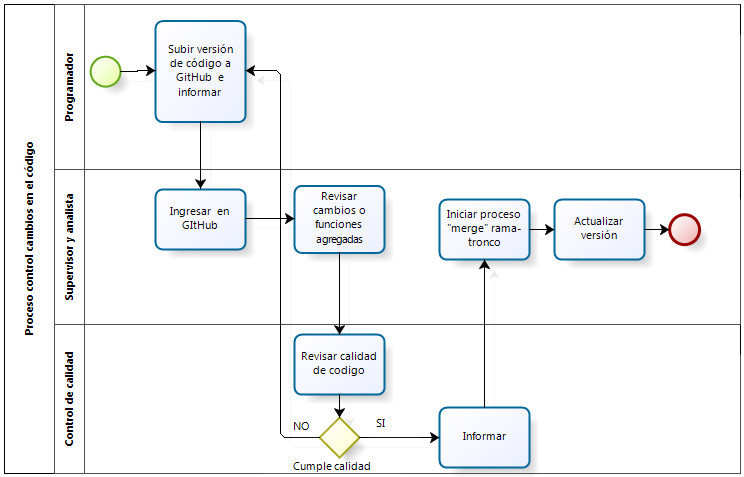 Proceso control cambios en el código
Programador
Subir versión
de código a
GitHub e
informar
Supervisor y analista
Ingresar en
GItHub
Revisar
cambios o
funciones
agregadas
Iniciar proceso
"merge" rama-
tronco
Actualizar
versión
Control de calidad
Revisar calidad
de codigo
NO
SI
Cumple calidad
Informar